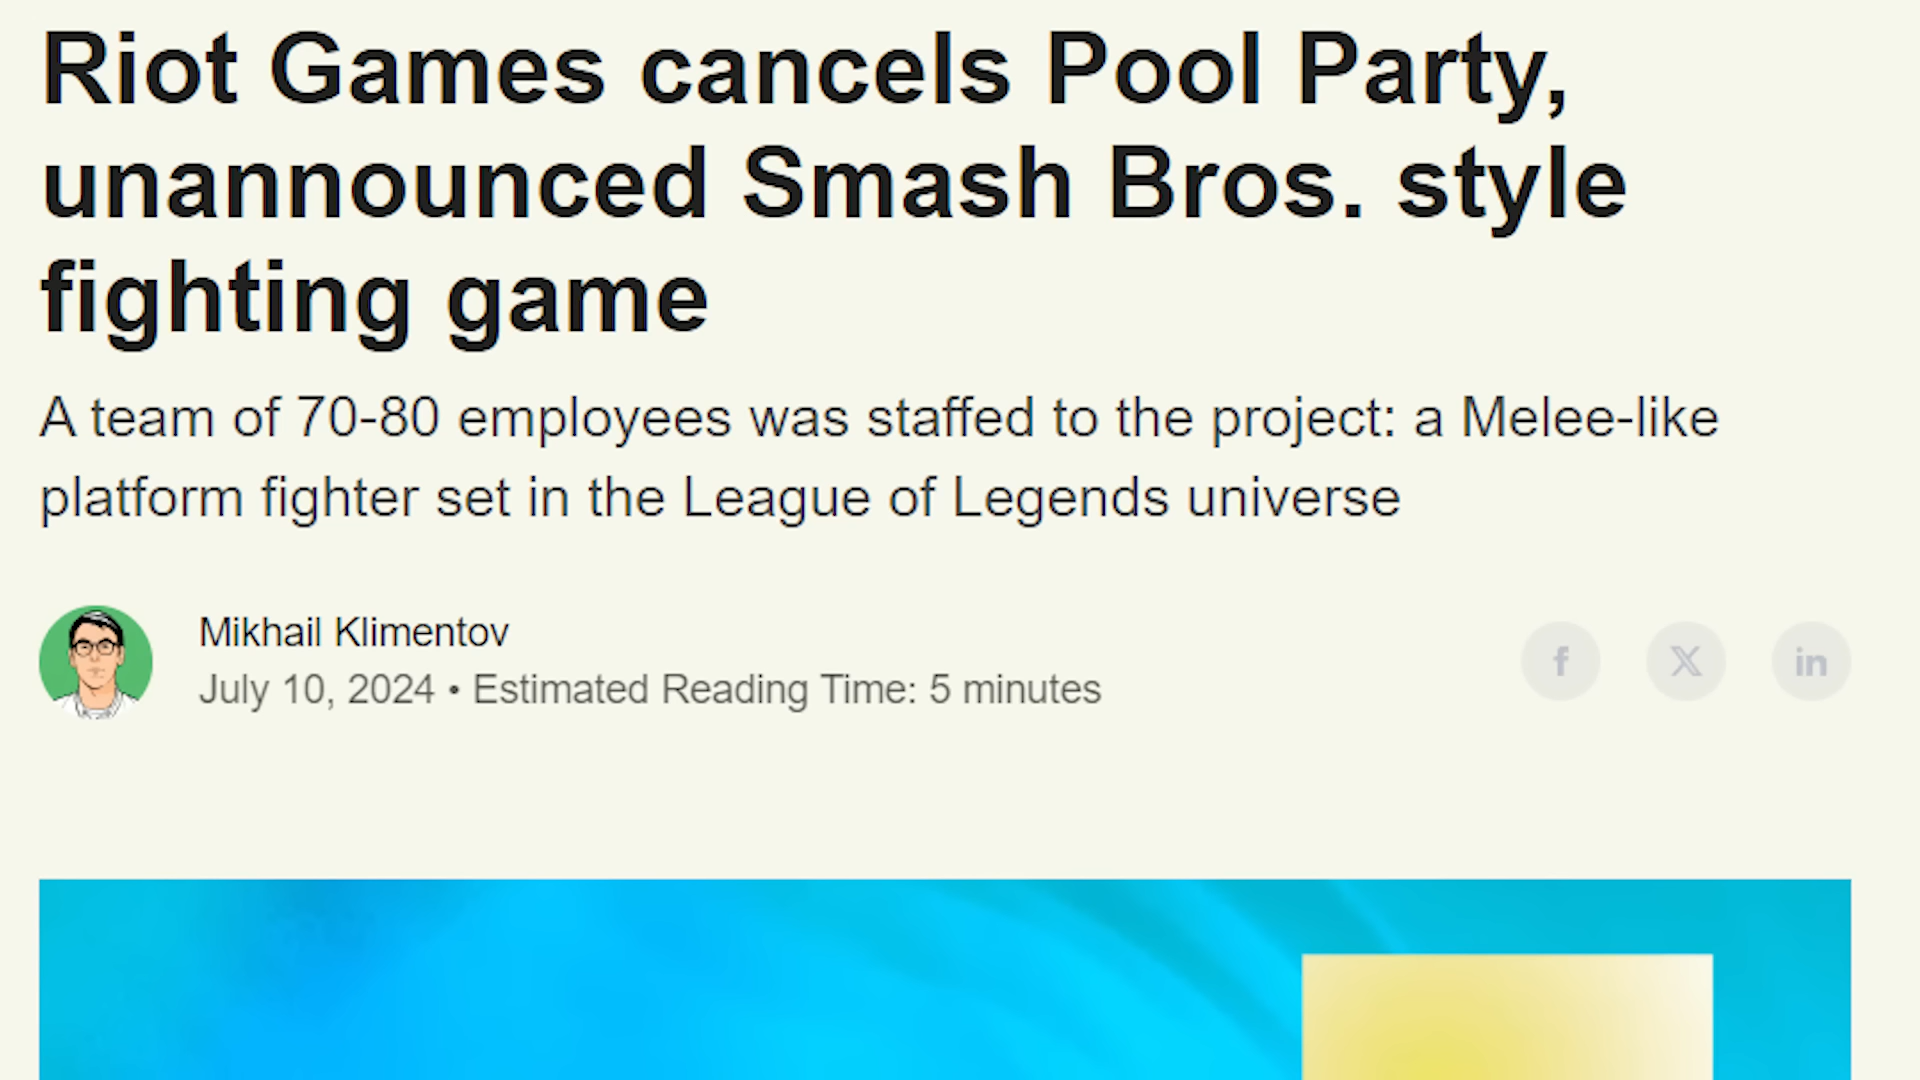 Riot Games cancels Pool Party,
unannounced Smash Bros. style
fighting game
A team of 70-80 employees was staffed to the project: a Melee-like
platform fighter set in the League of Legends universe
Mikhail Klimentov
July 10, 2024 • Estimated Reading Time: 5 minutes
f X in